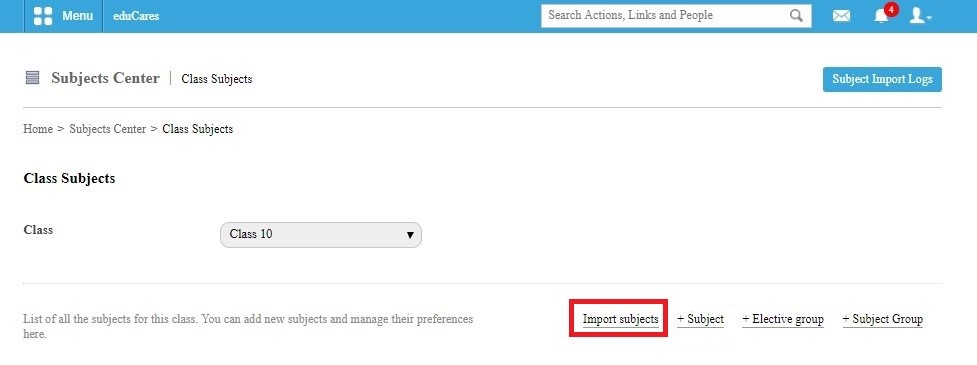 Menu eduCares Search Actions, Links and People 4
Subjects Center Class Subjects Subject Import Logs
Home > Subjects Center > Class Subjects
Class Subjects
Class Class 10
List of all the subjects for this class. You can add new subjects and manage their preferences
here.
Import subjects + Subject + Elective group + Subject Group